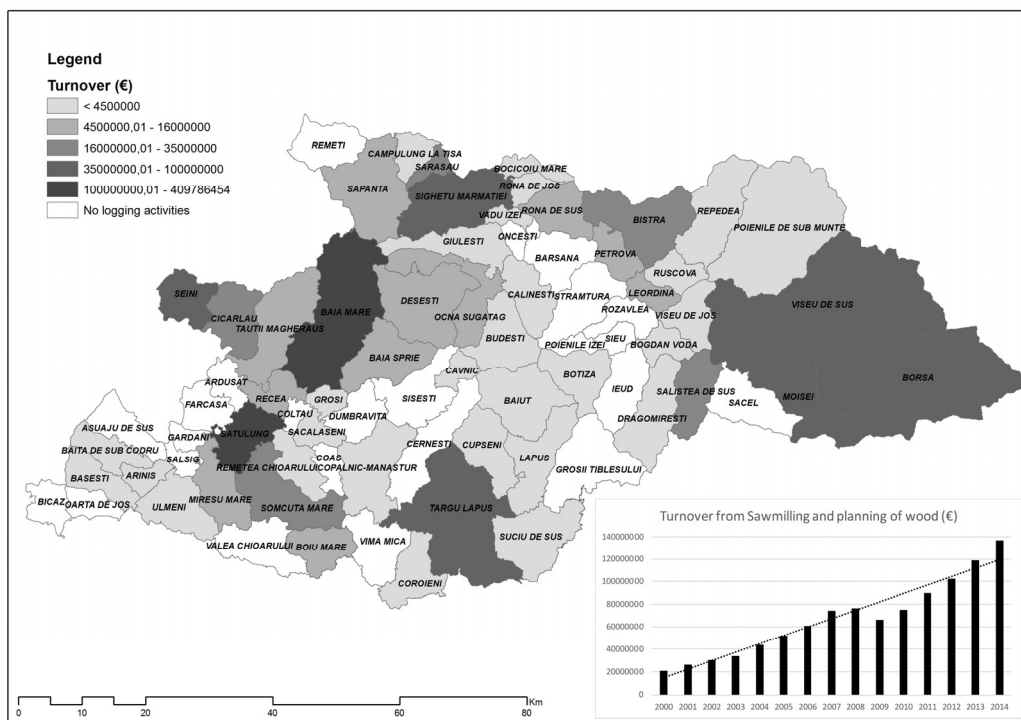 Legend
Turnover (€)
< 4500000
4500000,01 - 16000000
16000000,01 - 35000000
35000000,01 - 100000000
100000000,01 - 409786454
No logging activities
REMETI
CAMPULUNG LA TISA
SARASAU
SAPANTA
SIGHETU MARMATIEI
BOCICOIU MARE
RONA DE JOS
RONA DE SUS
VADU IZEI
BISTRA
REPEDEA
POIENILE DE SUB MUNTE
GIULESTI
ONCESTI
BARSANA
PETROVA
RUSCOVA
LEORDINA
SEINI
CICARLAU
TAUTII MAGHERAUS
BAIA MARE
DESESTI
OCNA SUGATAG
CALINESTI
STRAMTURA
ROZAVLEA
VISEU DE JOS
VISEU DE SUS
BUDESTI
POIENILE IZEI
SIEU
BOGDAN VODA
BAIA SPRIE
CAVNIC
BOTIZA
IEUD
SALISTEA DE SUS
SACEL
MOISEI
BORSA
ARDUSAT
FARCASA
RECEA
GROSI
COLTAU
DUMBRAVITA
SISESTI
BAIUT
DRAGOMIRESTI
ASUAJU DE SUS
GARDANI
SATULUNG
SACALASENI
BAITA DE SUB CODRU
SALSIG
COAS
CERNESTI
CUPSENI
LAPUS
BASESTI
ARINIS
REMETEA CHIOARULUI
COPALNIC-MANASTUR
GROSII TIBLESULUI
BICAZ
OARTA DE JOS
ULMENI
MIRESU MARE
SOMCUTA MARE
TARGU LAPUS
VALEA CHIOARULUI
BOIU MARE
VIMA MICA
SUCIU DE SUS
COROIENI
Turnover from Sawmilling and planning of wood (€)
140000000
120000000
100000000
80000000
60000000
40000000
20000000
0
2000 2001 2002 2003 2004 2005 2006 2007 2008 2009 2010 2011 2012 2013 2014
0 10 20 40 60 80 Km